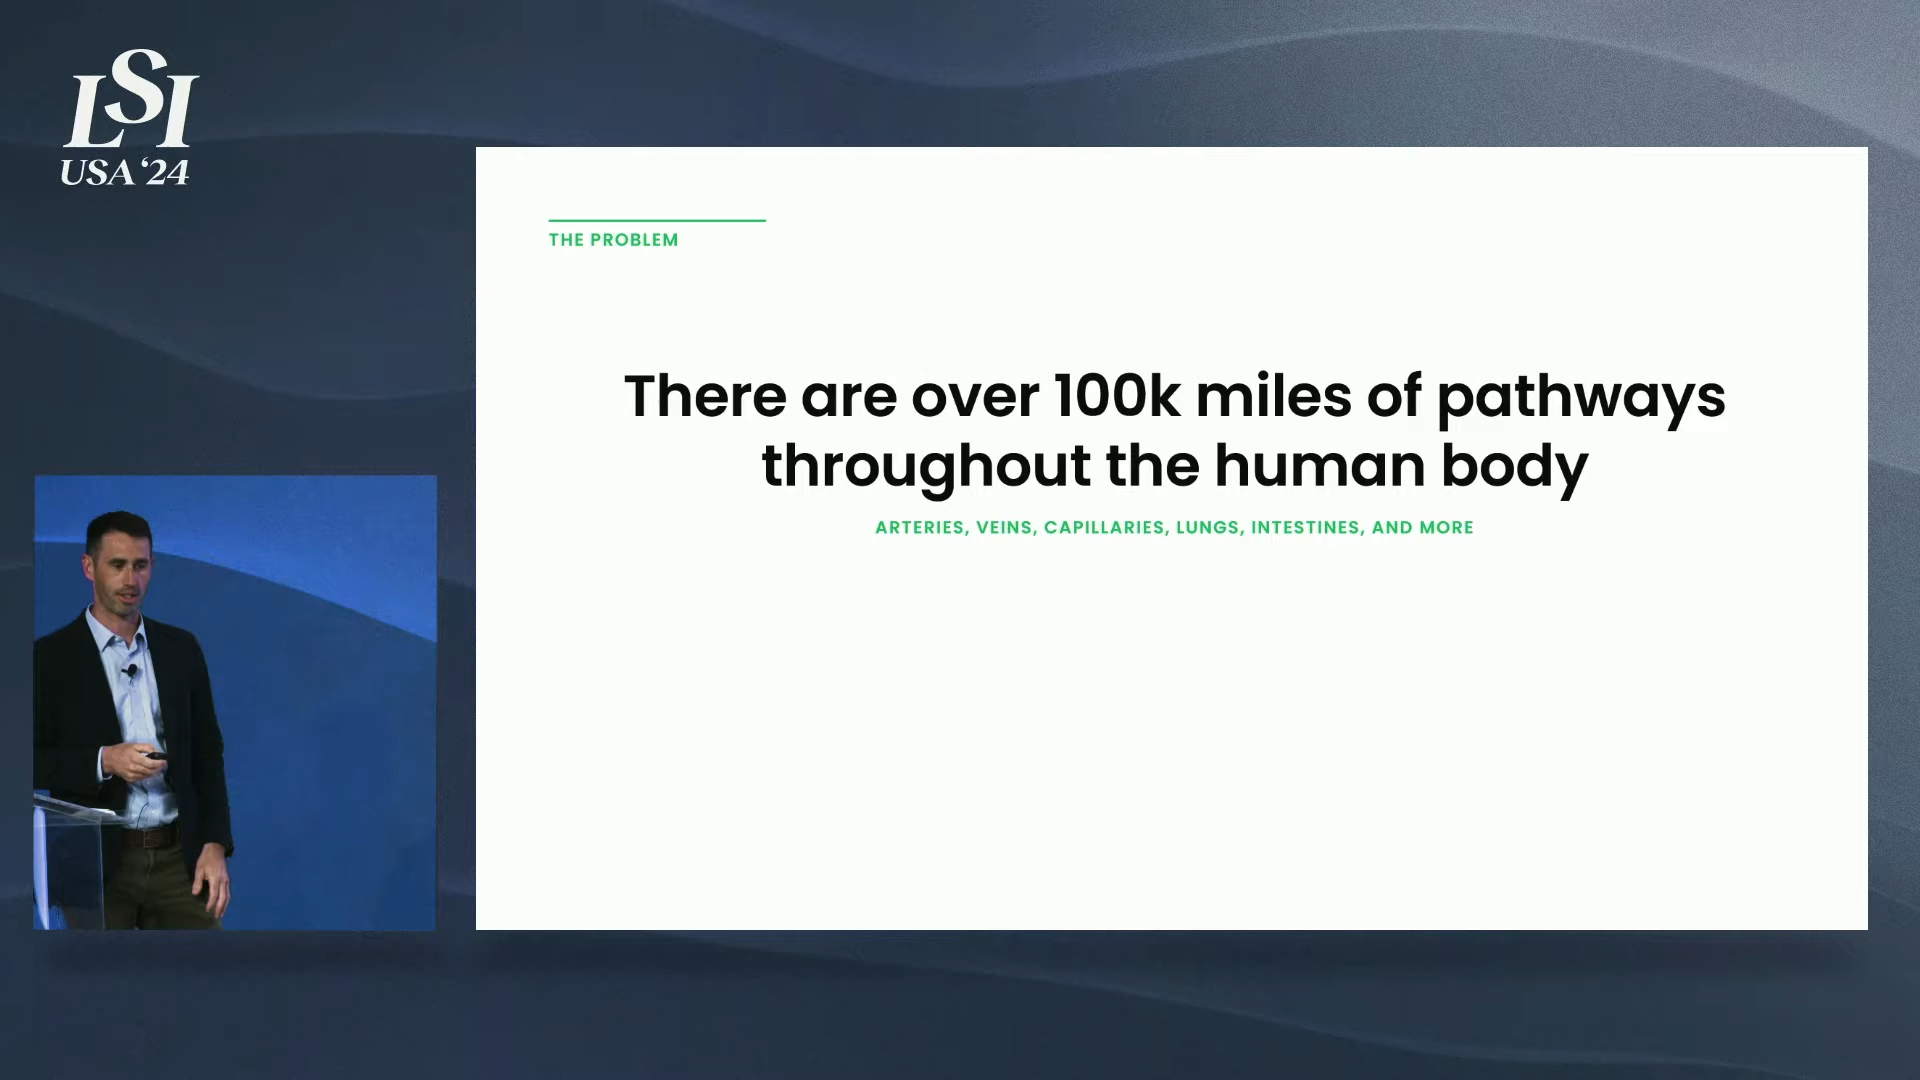 LSI
USA '24
THE PROBLEM
There are over 100k miles of pathways
throughout the human body
ARTERIES, VEINS, CAPILLARIES, LUNGS, INTESTINES, AND MORE